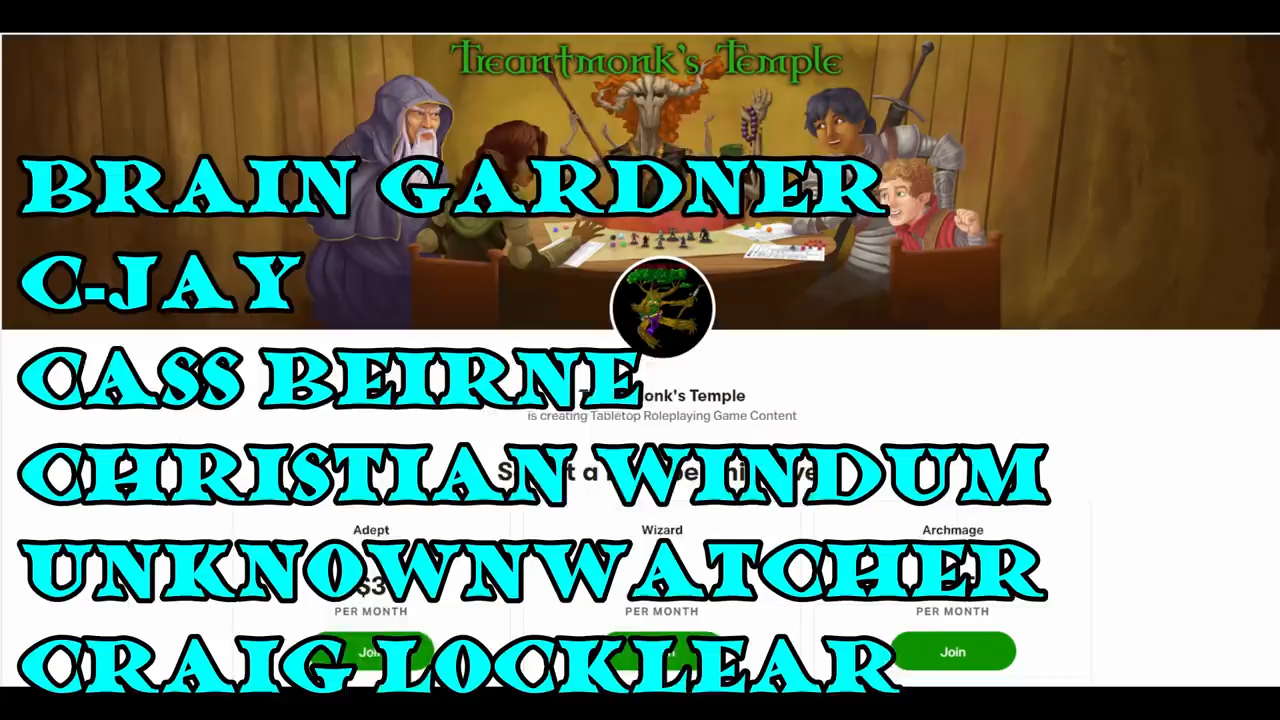 Treantmonk's Temple
BRAIN GARDNER
C-JAY
CASS BEIRNE
is creating Tabletop Roleplaying Game Content
CHRISTIAN WINDUM
Adept
Wizard
Archmage
UNKNOWNWATCHER
$3
PER MONTH
PER MONTH
PER MONTH
CRAIG LOCKLEAR
Join